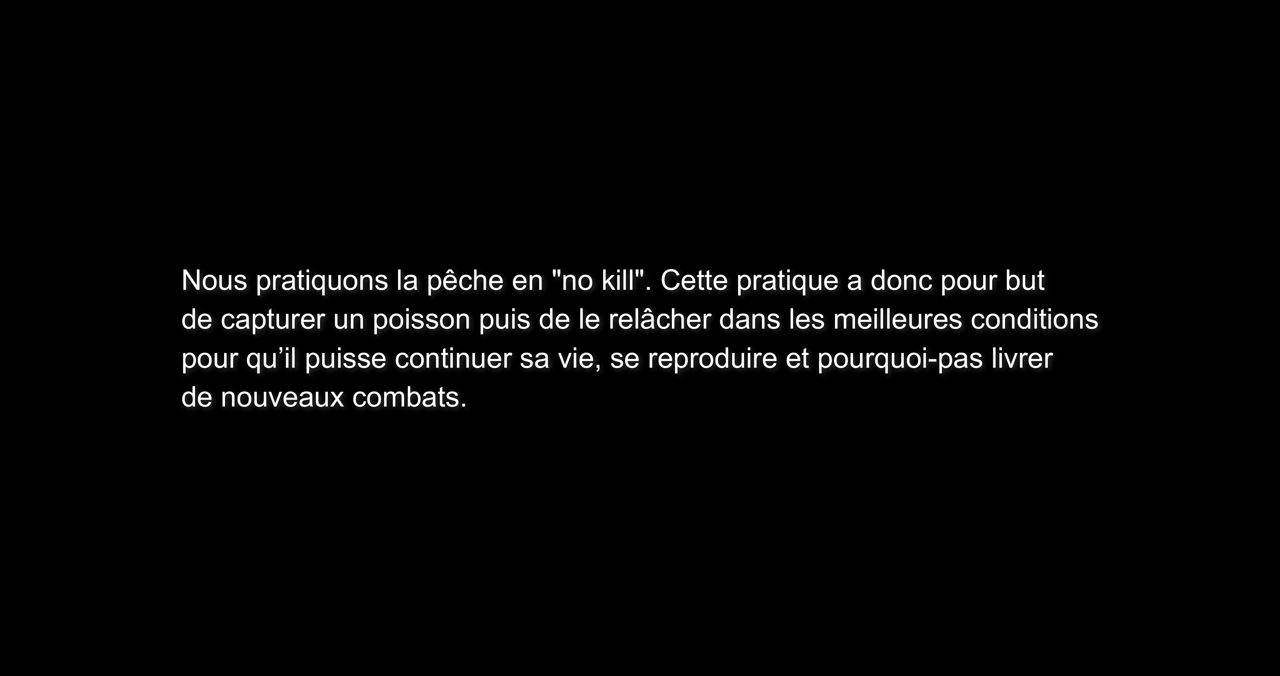 Nous pratiquons la pêche en "no kill". Cette pratique a donc pour but
de capturer un poisson puis de le relâcher dans les meilleures conditions
pour qu’il puisse continuer sa vie, se reproduire et pourquoi-pas livrer
de nouveaux combats.